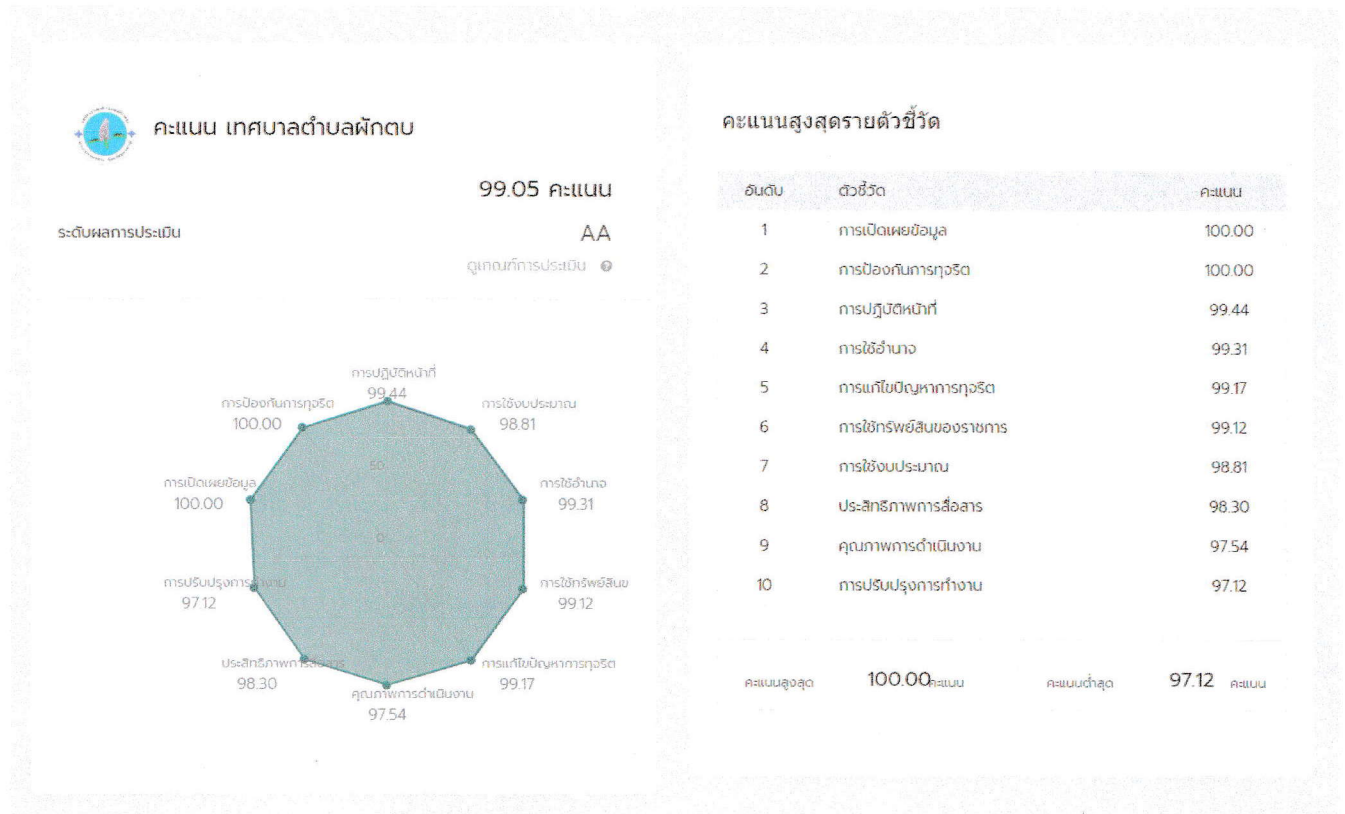 คะแนน เทศบาลตำบลผักตบ
99.05 คะแนน
ระดับผลการประเมิน AA
ดูเกณฑ์การประเมิน
การปฏิบัติหน้าที่
99.44
การป้องกันการทุจริต
100.00
การใช้งบประมาณ
98.81
50
การเปิดเผยข้อมูล
100.00
การใช้อำนาจ
99.31
0
การปรับปรุงการทำงาน
97.12
การใช้ทรัพย์สินข
99.12
ประสิทธิภาพการสื่อสาร
98.30
การแก้ไขปัญหาการทุจริต
99.17
คุณภาพการดำเนินงาน
97.54
คะแนนสูงสุดรายตัวชี้วัด
อันดับ ตัวชี้วัด คะแนน
1 การเปิดเผยข้อมูล 100.00
2 การป้องกันการทุจริต 100.00
3 การปฏิบัติหน้าที่ 99.44
4 การใช้อำนาจ 99.31
5 การแก้ไขปัญหาการทุจริต 99.17
6 การใช้ทรัพย์สินของราชการ 99.12
7 การใช้งบประมาณ 98.81
8 ประสิทธิภาพการสื่อสาร 98.30
9 คุณภาพการดำเนินงาน 97.54
10 การปรับปรุงการทำงาน 97.12
คะแนนสูงสุด 100.00 คะแนน คะแนนต่ำสุด 97.12 คะแนน